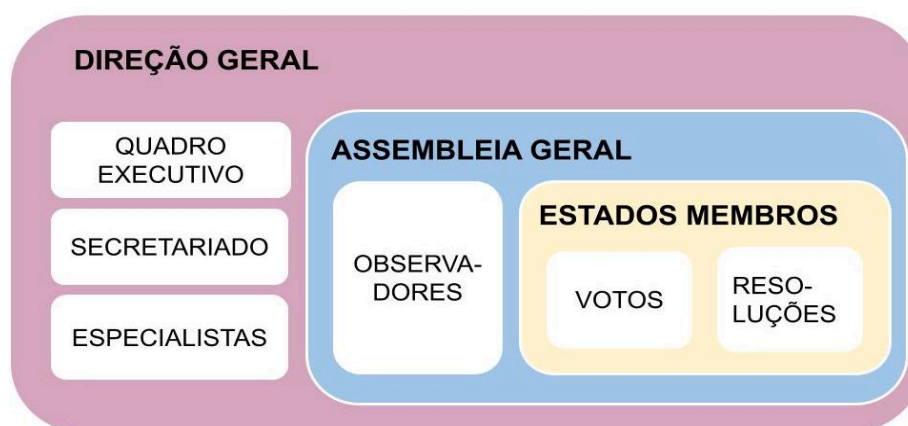 DIREÇÃO GERAL
QUADRO
EXECUTIVO
SECRETARIADO
ESPECIALISTAS
ASSEMBLEIA GERAL
OBSERVA-
DORES
ESTADOS MEMBROS
VOTOS
RESO-
LUÇÕES